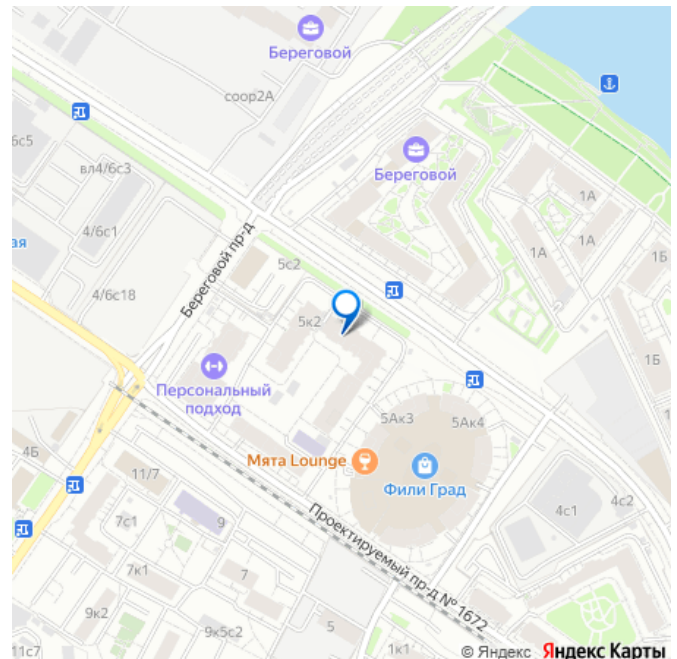 Береговой
соор2А
6с5
вл4/6с3
Береговой
1А
1А
1А
1Б
4/6с1
ая
Береговой пр-д
5с2
4/6с18
5к2
1Б
Персональный
подход
5Ак3
5Ак4
4Б
Мята Lounge
Фили Град
11/7
4с1
4с2
7с1
9
Проектируемый пр-д № 1672
7к1
7
9к2
9к5с2
11с7
1к1
© Яндекс Яндекс Карты